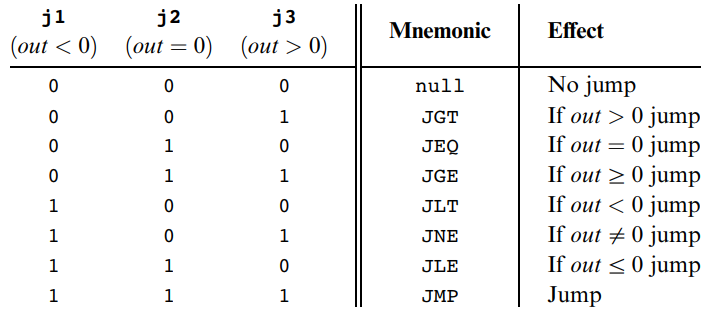 j1 j2 j3
(out < 0) (out = 0) (out > 0) Mnemonic Effect
0 0 0 null No jump
0 0 1 JGT If out > 0 jump
0 1 0 JEQ If out = 0 jump
0 1 1 JGE If out ≥ 0 jump
1 0 0 JLT If out < 0 jump
1 0 1 JNE If out ≠ 0 jump
1 1 0 JLE If out ≤ 0 jump
1 1 1 JMP Jump